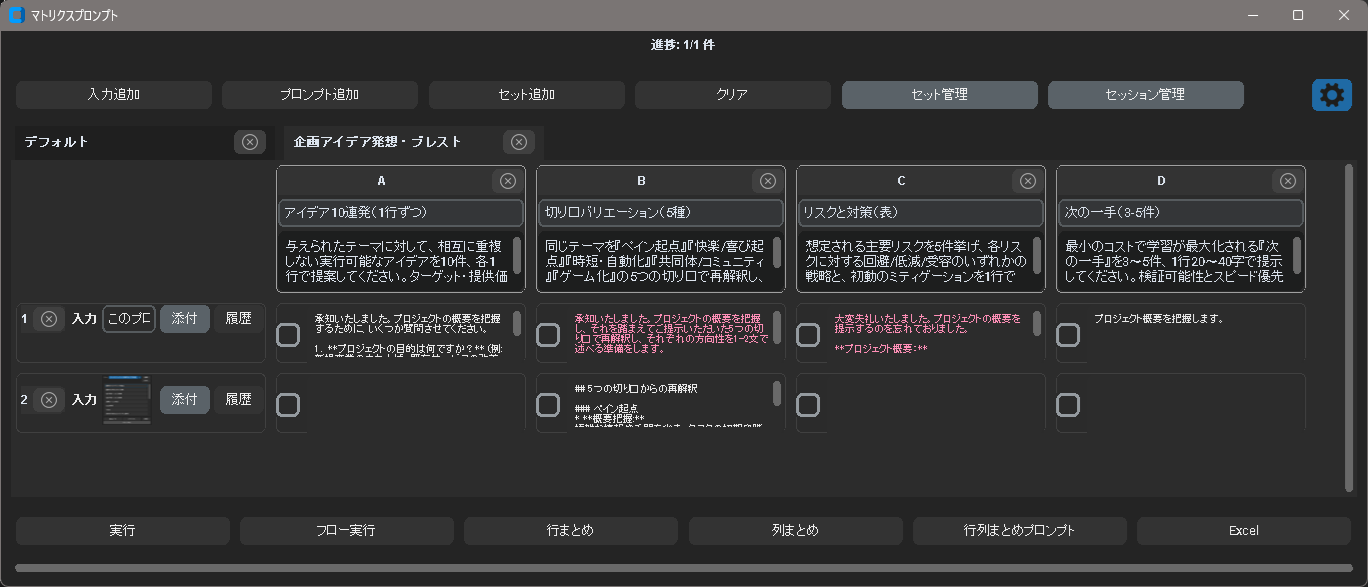 マトリクスプロンプト
進捗: 1/1 件
入力追加
プロンプト追加
セット追加
クリア
セット管理
セッション管理
デフォルト
企画アイデア発想・ブレスト
A
B
C
D
アイデア10連発(1行ずつ)
切り口バリエーション(5種)
リスクと対策(表)
次の一手(3-5件)
与えられたテーマに対して、相互に重複
しない実行可能なアイデアを10件、各1
行で提案してください。ターゲット・提供価
同じテーマを『ペイン起点』『快楽/喜び起
点』『時短・自動化』『共同体/コミュニティ
』『ゲーム化』の5つの切り口で再解釈し、
想定される主要リスクを5件挙げ、各リス
クに対する回避/低減/受容のいずれかの
戦略と、初動のミティゲーションを1行で
最小のコストで学習が最大化される『次
の一手』を3〜5件、1行20〜40字で提示
してください。検証可能性とスピード優先
1
入力
このプロ
添付
履歴
承知いたしました。プロジェクトの概要を把握
するために、いくつか質問させてください。
1. **プロジェクトの目的は何ですか？** (例:
承知いたしました。プロジェクトの概要を把握
し、それを踏まえてご提示いただいた5つの切
り口で再解釈し、それぞれの方向性を1-2文で
述べる準備をします。
大変失礼いたしました。プロジェクトの概要を
提示するのを忘れておりました。
**プロジェクト概要:**
プロジェクト概要を把握します。
2
入力
添付
履歴
## 5つの切り口からの再解釈
### ペイン起点
* **概要把握:**
実行
フロー実行
行まとめ
列まとめ
行列まとめプロンプト
Excel